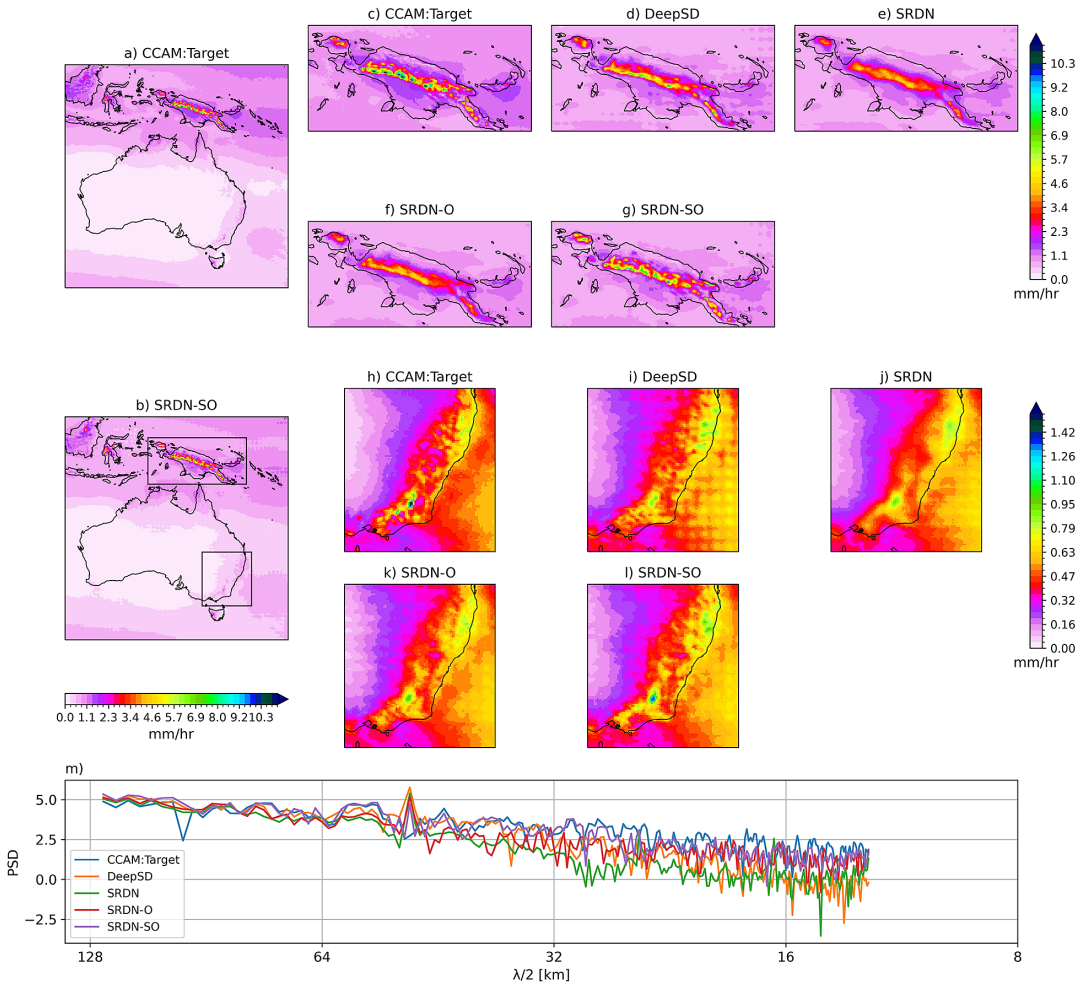 c) CCAM:Target
d) DeepSD
e) SRDN
a) CCAM:Target
10.3
9.2
8.0
6.9
5.7
4.6
3.4
2.3
1.1
0.0
mm/hr
f) SRDN-O
g) SRDN-SO
h) CCAM:Target
i) DeepSD
j) SRDN
b) SRDN-SO
1.42
1.26
1.10
0.95
0.79
0.63
0.47
0.32
0.16
0.00
mm/hr
k) SRDN-O
l) SRDN-SO
0.0 1.1 2.3 3.4 4.6 5.7 6.9 8.0 9.2 10.3
mm/hr
m)
PSD
5.0
2.5
0.0
−2.5
CCAM:Target
DeepSD
SRDN
SRDN-O
SRDN-SO
128 64 32 16 8
λ/2 [km]